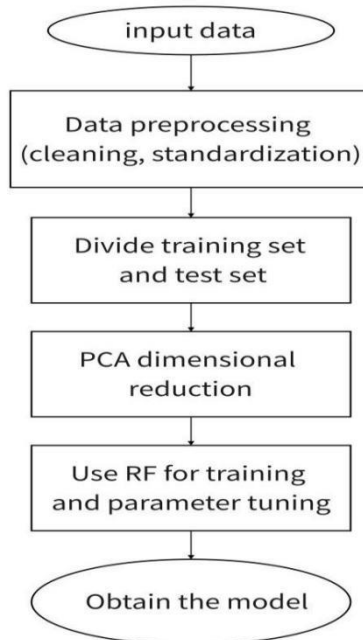 input data
Data preprocessing
(cleaning, standardization)
Divide training set
and test set
PCA dimensional
reduction
Use RF for training
and parameter tuning
Obtain the model